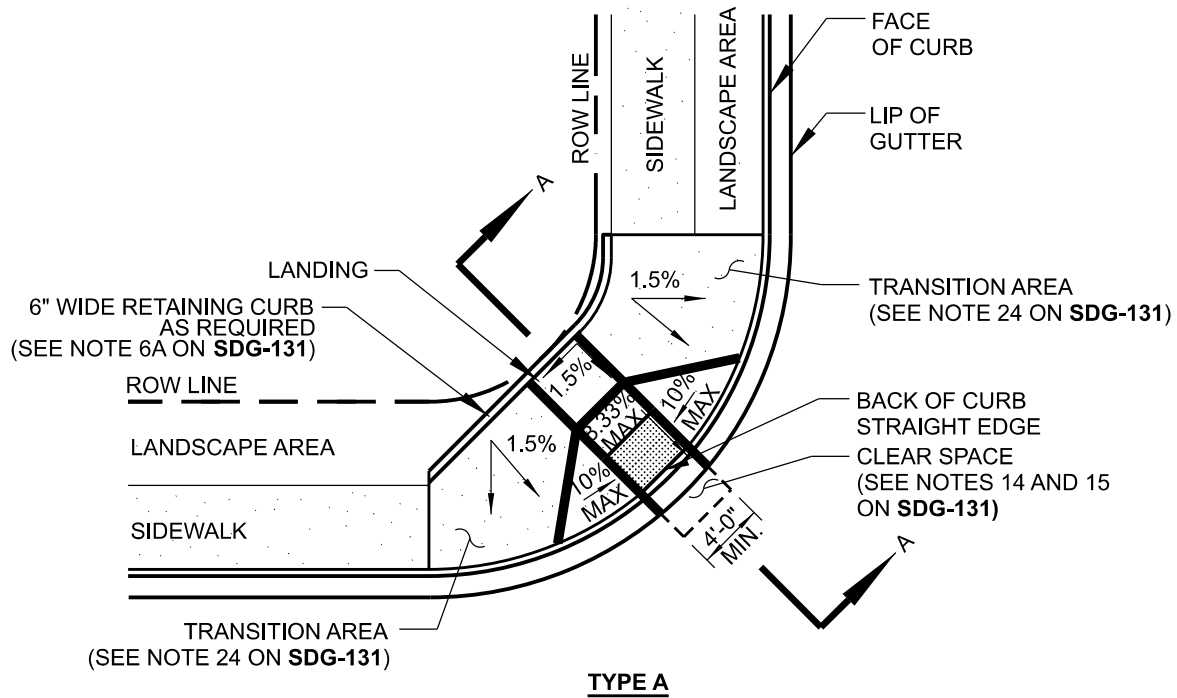 FACE
OF CURB
ROW LINE
SIDEWALK
LANDSCAPE AREA
LIP OF
GUTTER
A
LANDING
1.5%
TRANSITION AREA
(SEE NOTE 24 ON SDG-131)
6" WIDE RETAINING CURB
AS REQUIRED
(SEE NOTE 6A ON SDG-131)
ROW LINE
1.5%
10%
MAX
8.33%
MAX
BACK OF CURB
STRAIGHT EDGE
LANDSCAPE AREA
1.5%
10%
MAX
CLEAR SPACE
(SEE NOTES 14 AND 15
ON SDG-131)
SIDEWALK
4'-0"
MIN.
A
TRANSITION AREA
(SEE NOTE 24 ON SDG-131)
TYPE A